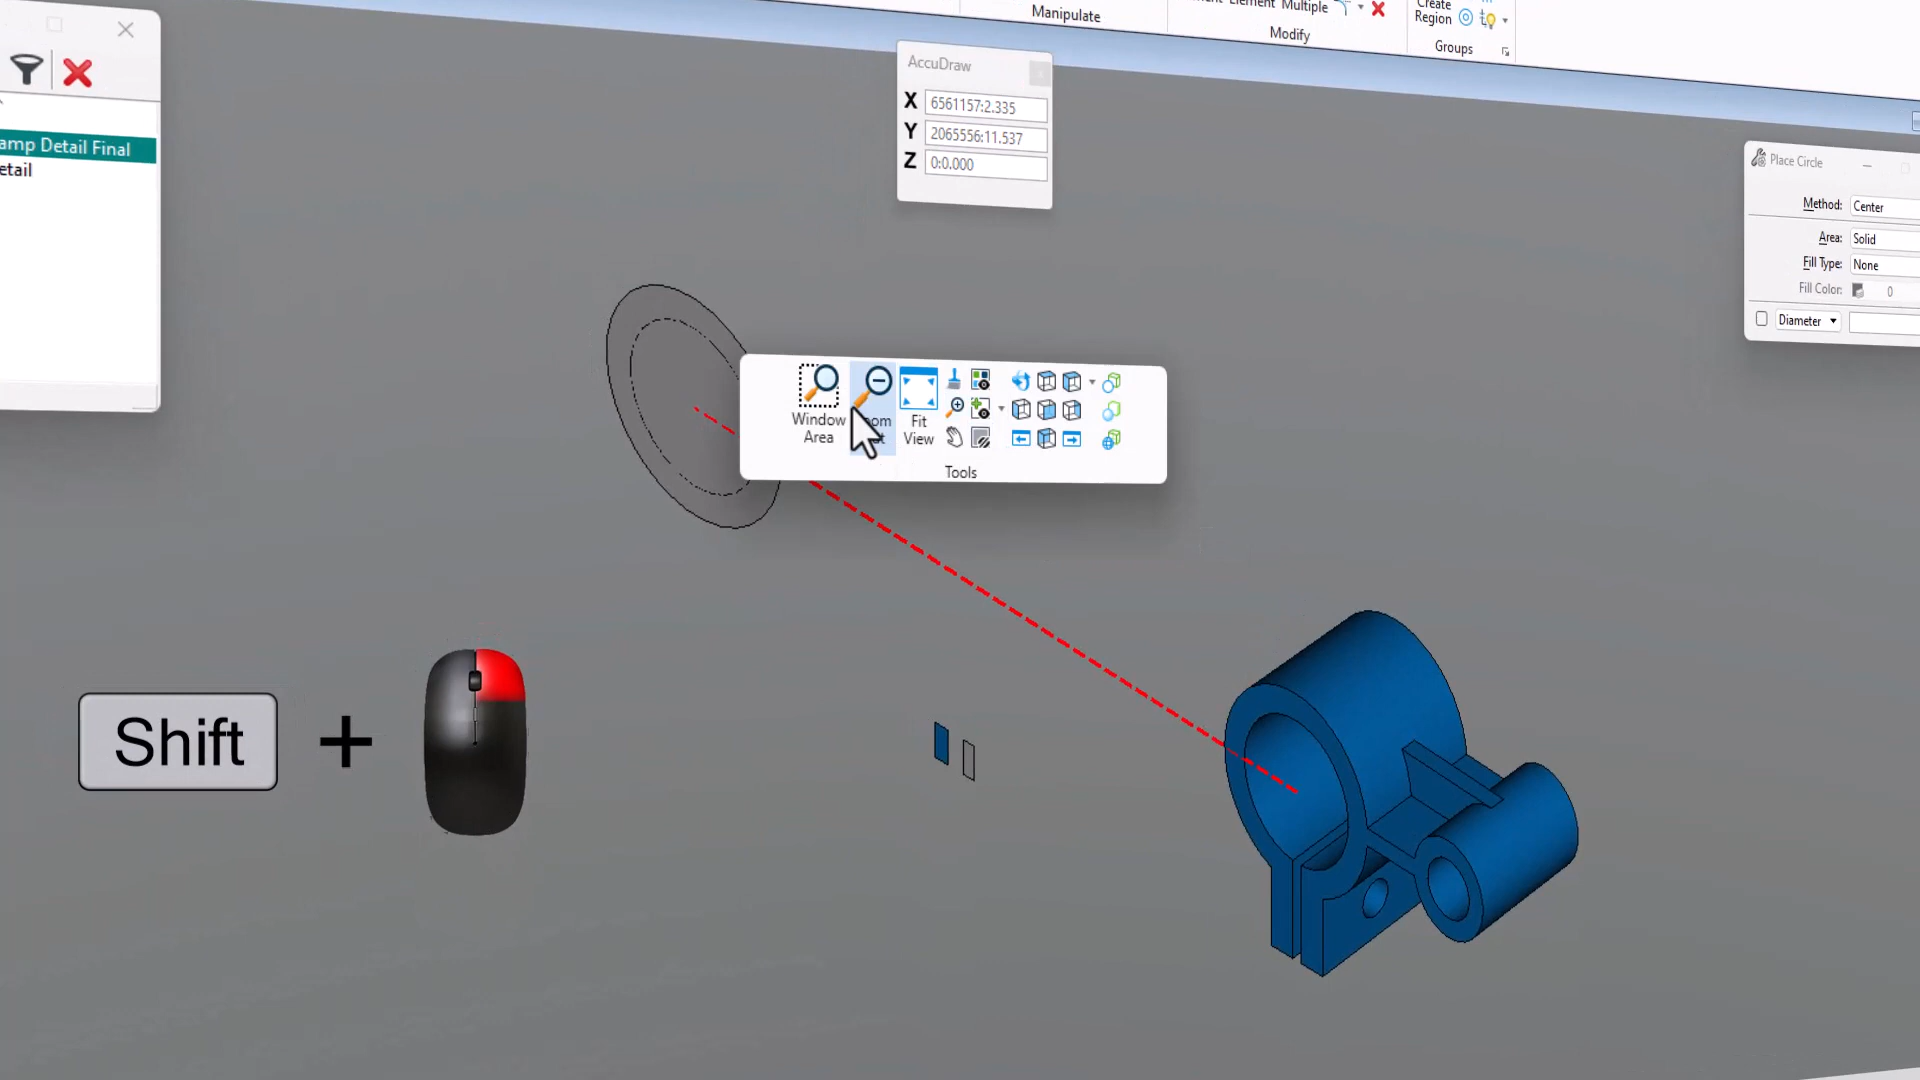 Manipulate
Element Multiple
Modify
Create
Region
Groups
AccuDraw
X 6561157:2.335
Y 2065556:11.537
Z 0:0.000
amp Detail Final
etail
Place Circle
Method: Center
Area: Solid
Fill Type: None
Fill Color: 0
Diameter
Window
Area
Fit
View
Tools
Shift +